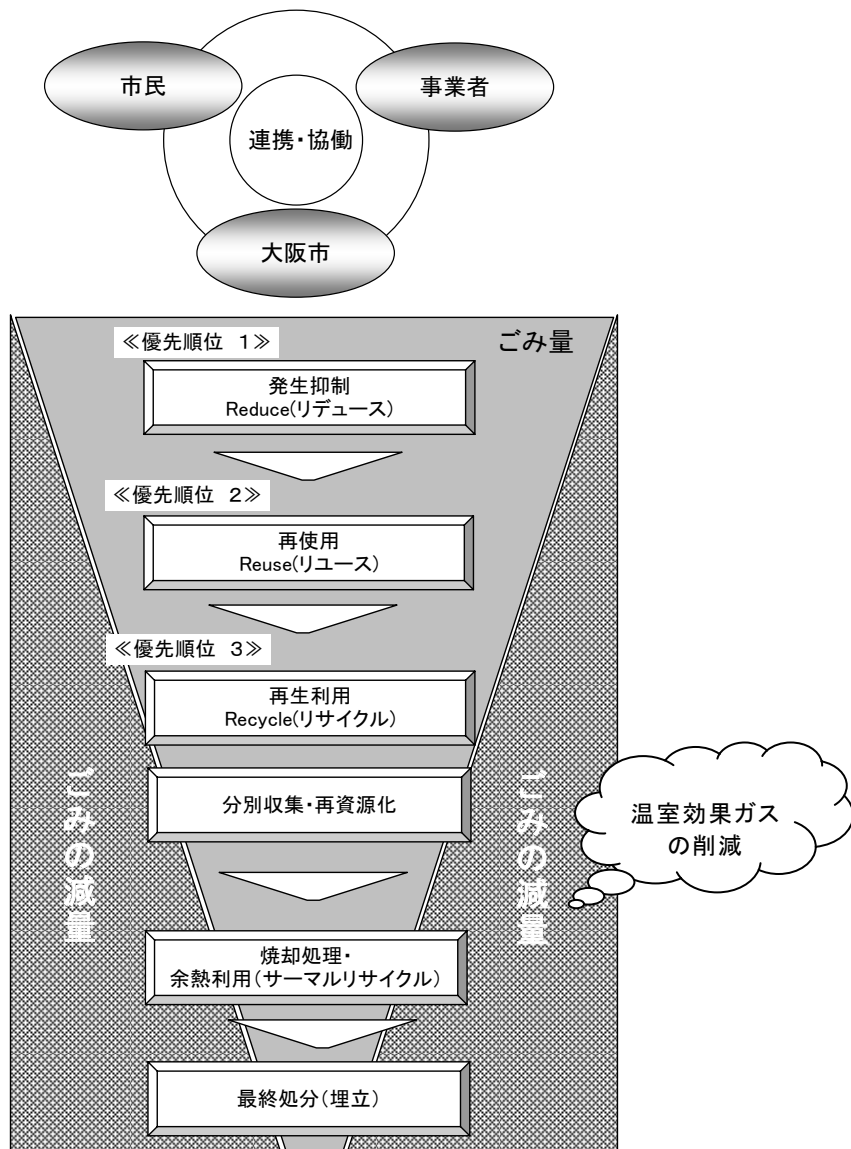 市民
事業者
連携・協働
大阪市
ごみ量
≪優先順位 1≫
発生抑制
Reduce(リデュース)
≪優先順位 2≫
再使用
Reuse(リユース)
≪優先順位 3≫
再生利用
Recycle(リサイクル)
分別収集・再資源化
ごみの減量
ごみの減量
温室効果ガス
の削減
焼却処理・
余熱利用(サーマルリサイクル)
最終処分(埋立)